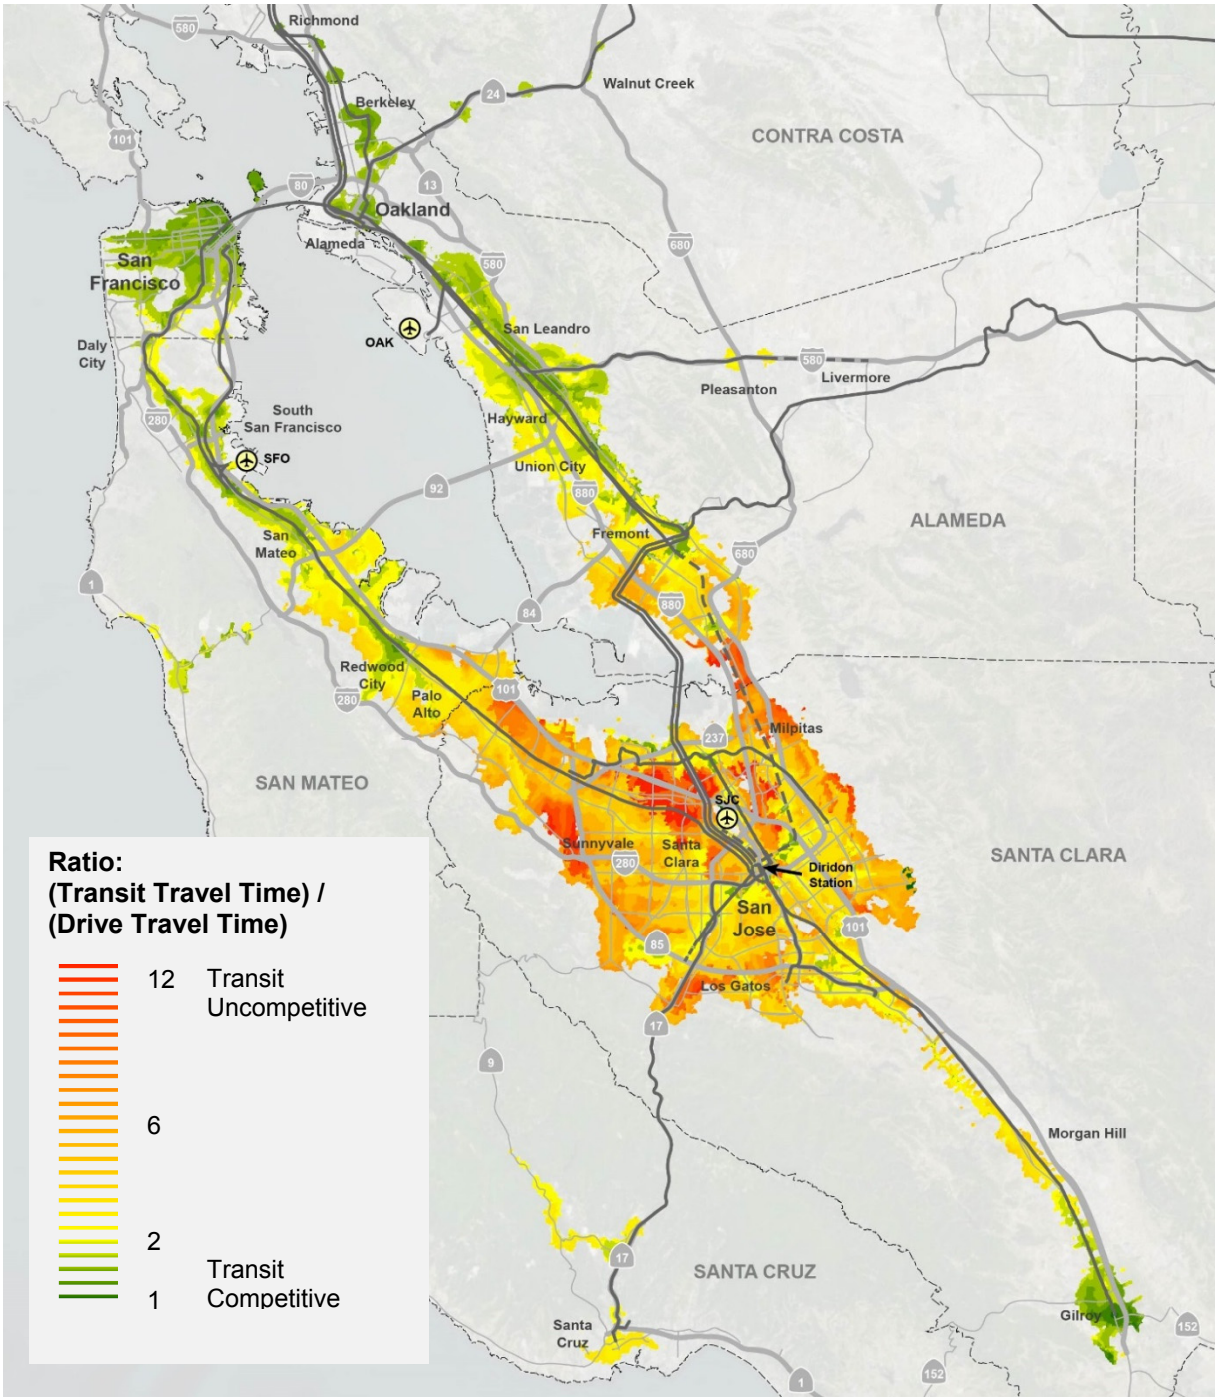 Richmond
580
Walnut Creek
24
Berkeley
101
CONTRA COSTA
80
13
Oakland
Alameda
680
San
Francisco
580
San Leandro
OAK
Daly
City
580
Livermore
Pleasanton
280
South
San Francisco
Hayward
SFO
Union City
92
880
San
Mateo
Fremont
ALAMEDA
680
1
84
880
Redwood
City
280
Palo
Alto
101
237
Milpitas
SAN MATEO
SJC
Sunnyvale
Santa
Clara
280
SANTA CLARA
Diridon
Station
San
Jose
101
85
Los Gatos
17
9
Morgan Hill
17
SANTA CRUZ
Gilroy
152
Santa
Cruz
152
1
Ratio:
(Transit Travel Time) /
(Drive Travel Time)
12 Transit
Uncompetitive
6
2
Transit
1 Competitive